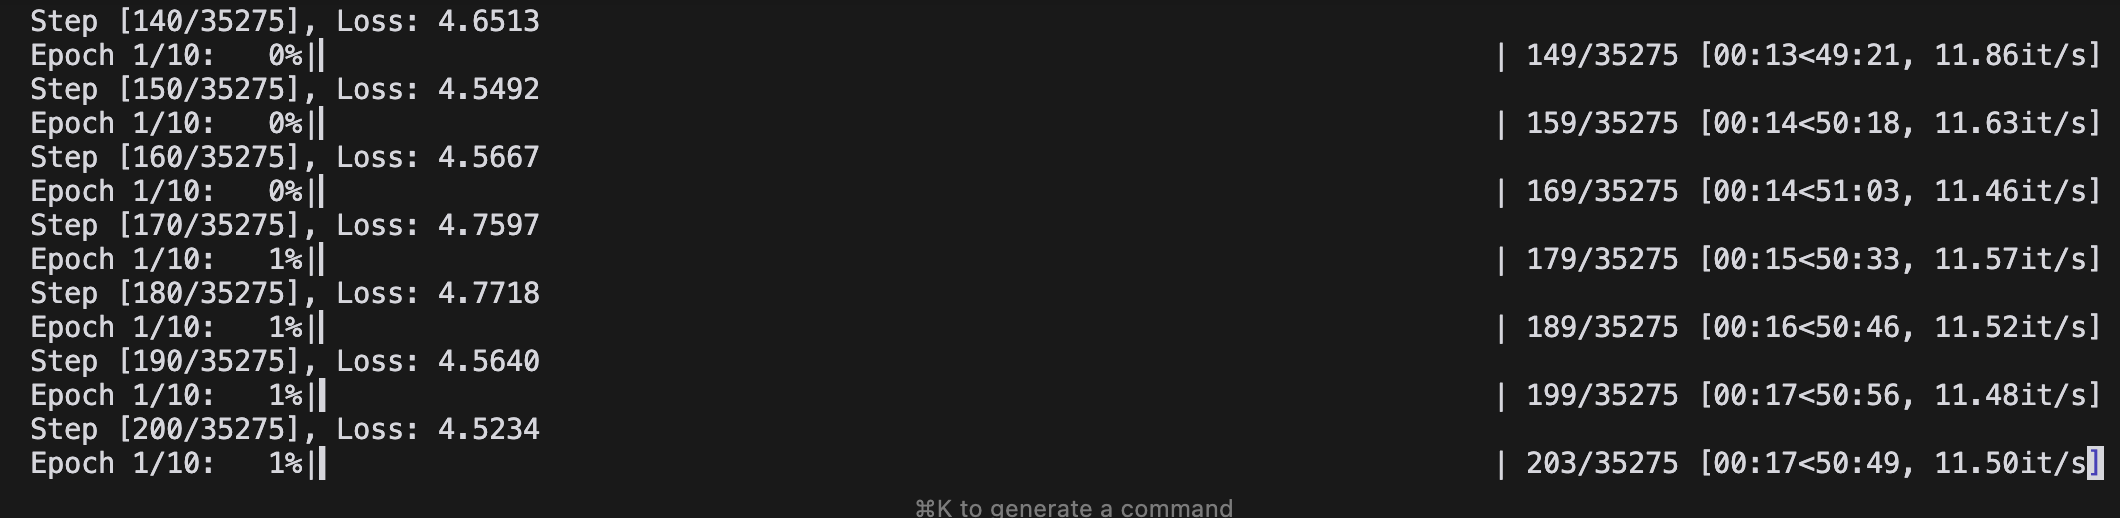 Step [140/35275], Loss: 4.6513
Epoch 1/10:   0%|| | 149/35275 [00:13<49:21, 11.86it/s]
Step [150/35275], Loss: 4.5492
Epoch 1/10:   0%|| | 159/35275 [00:14<50:18, 11.63it/s]
Step [160/35275], Loss: 4.5667
Epoch 1/10:   0%|| | 169/35275 [00:14<51:03, 11.46it/s]
Step [170/35275], Loss: 4.7597
Epoch 1/10:   1%|| | 179/35275 [00:15<50:33, 11.57it/s]
Step [180/35275], Loss: 4.7718
Epoch 1/10:   1%|| | 189/35275 [00:16<50:46, 11.52it/s]
Step [190/35275], Loss: 4.5640
Epoch 1/10:   1%|▍ | 199/35275 [00:17<50:56, 11.48it/s]
Step [200/35275], Loss: 4.5234
Epoch 1/10:   1%|▍ | 203/35275 [00:17<50:49, 11.50it/s]
⌘K to generate a command